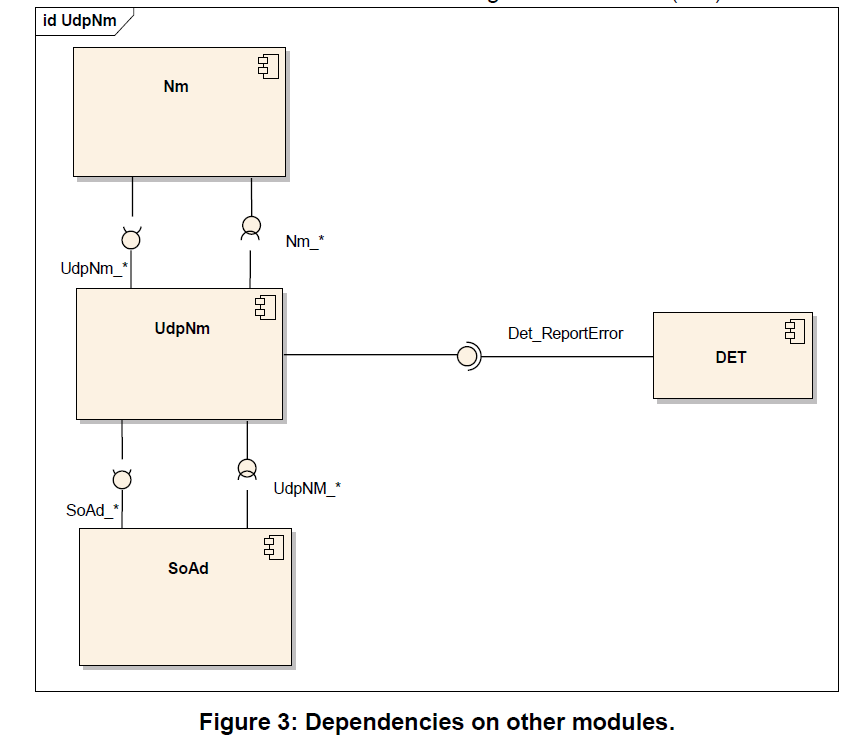 id UdpNm
Nm
Nm_*
UdpNm_*
UdpNm
Det_ReportError
DET
UdpNM_*
SoAd_*
SoAd
Figure 3: Dependencies on other modules.